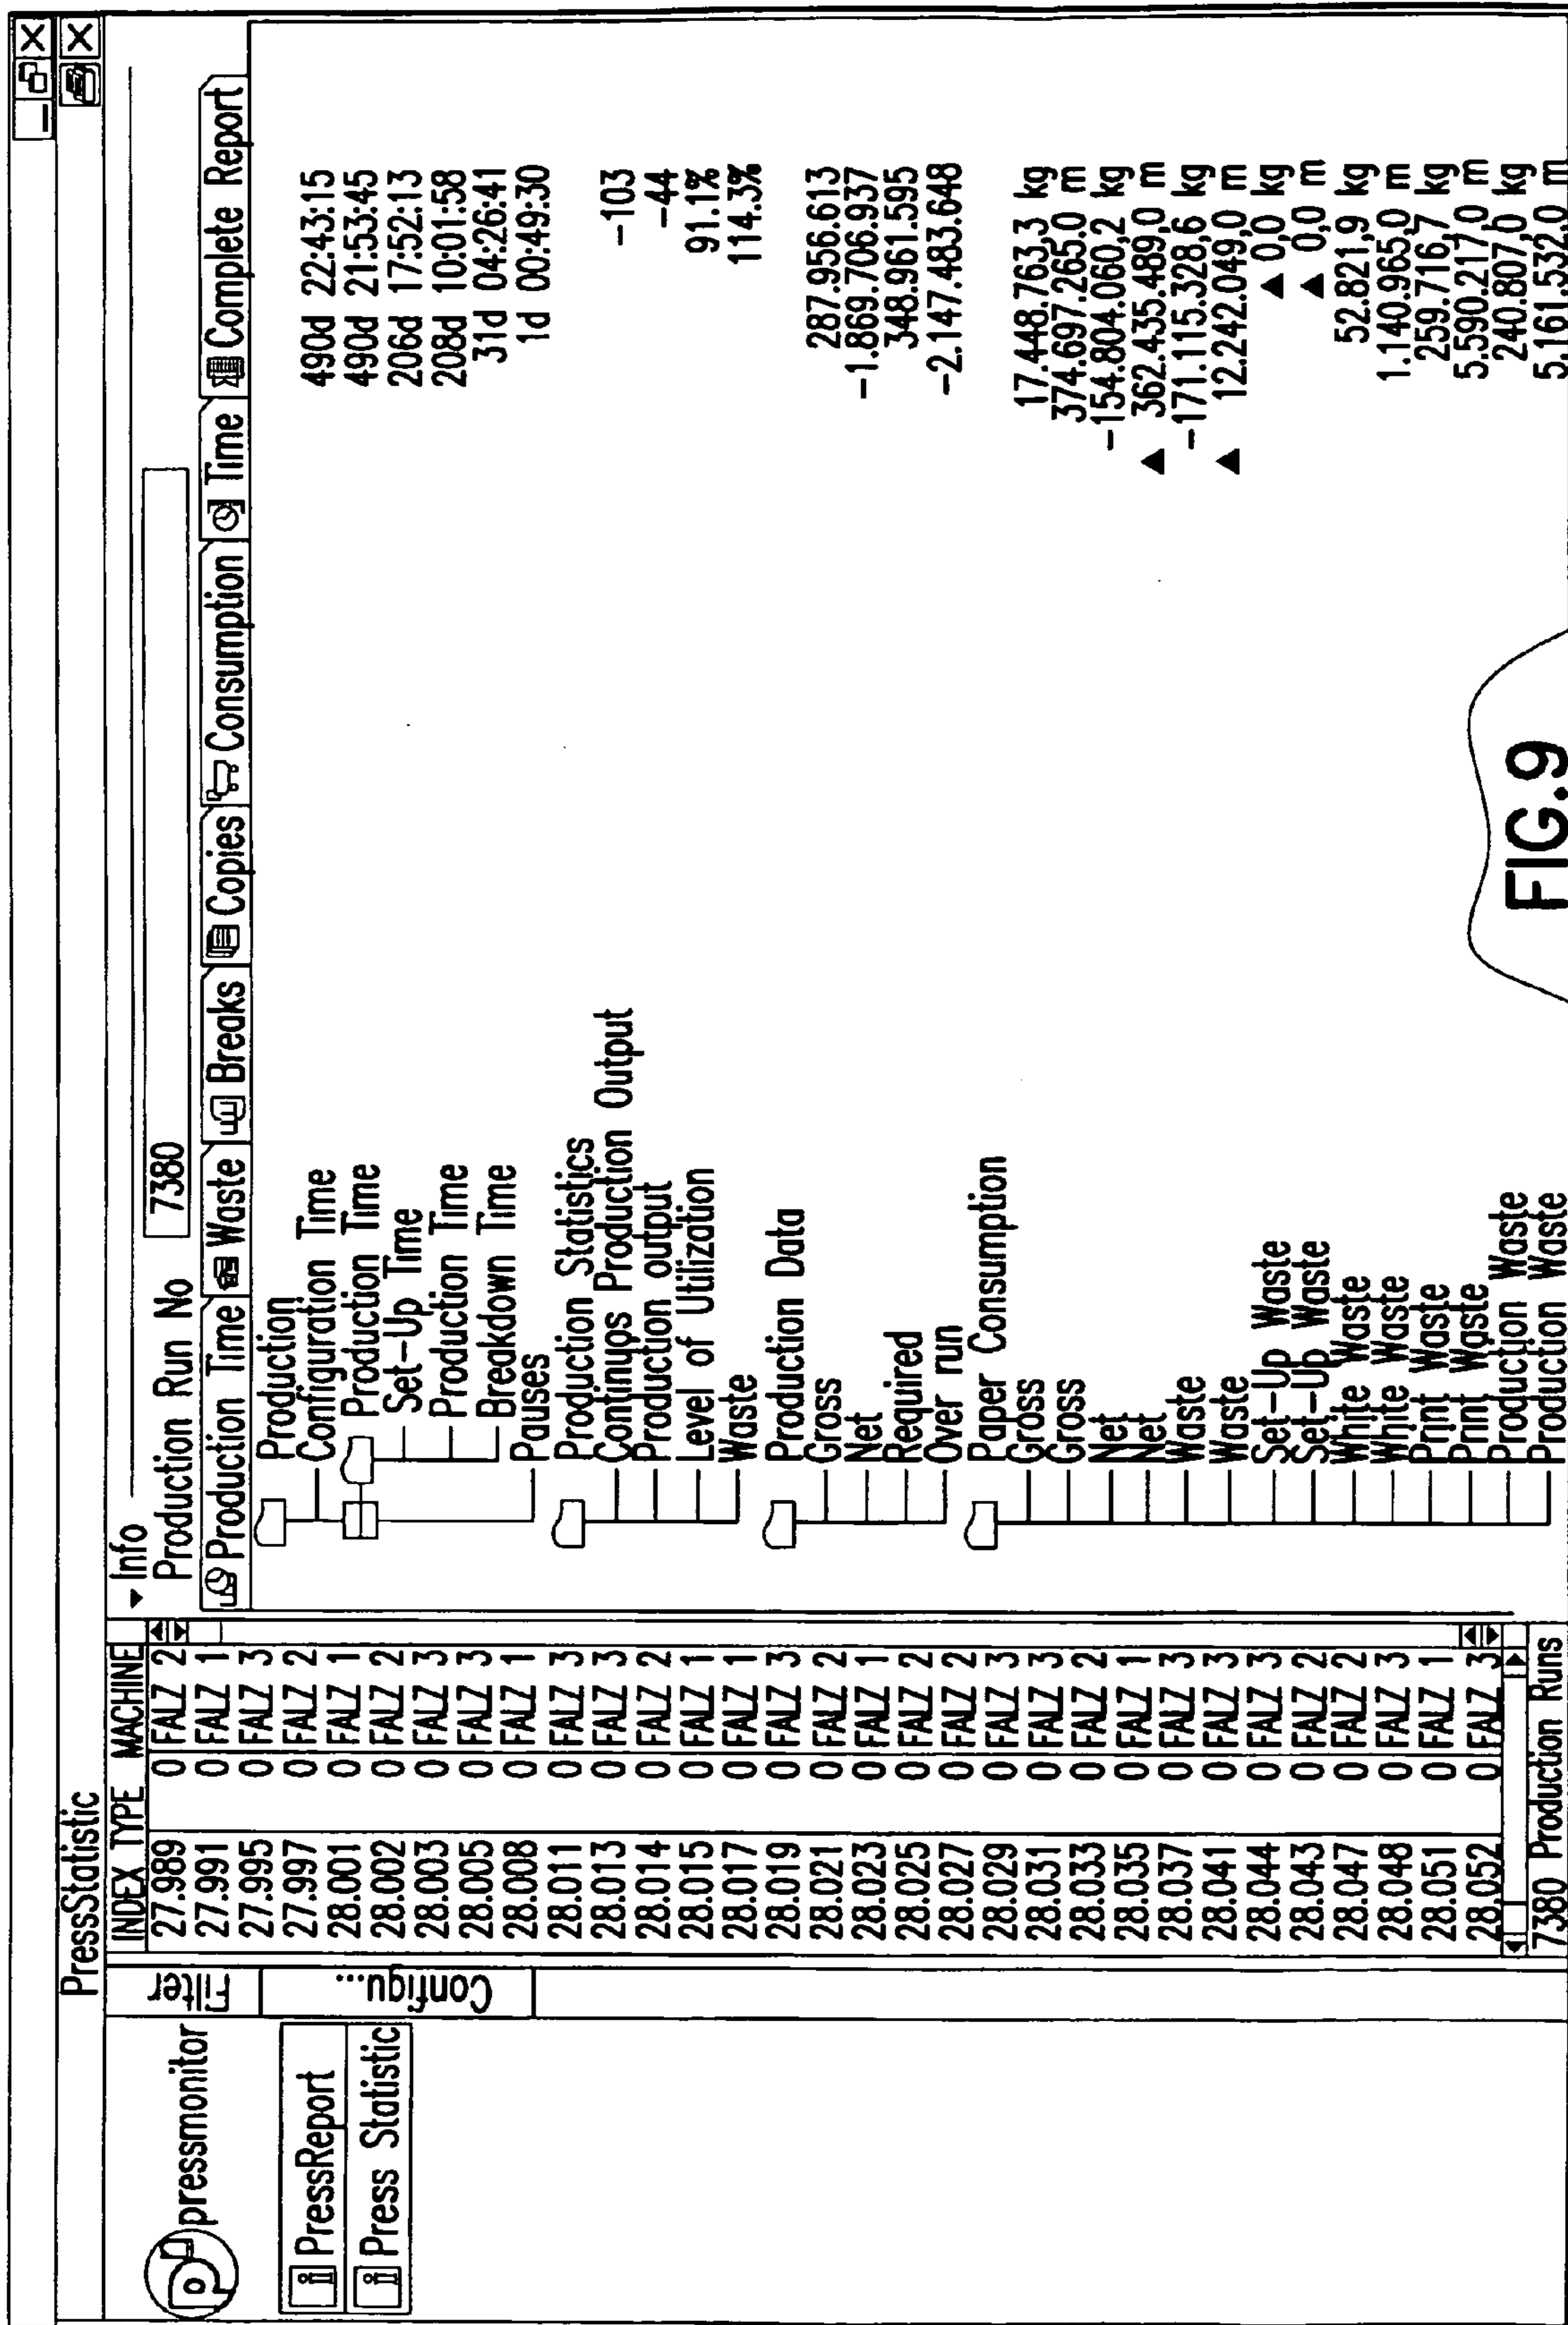 PressStatistic
pressmonitor
PressReport
Press Statistic
Filter
Configu...
INDEX TYPE MACHINE
27.989 0 FALZ 2
27.991 0 FALZ 1
27.995 0 FALZ 3
27.997 0 FALZ 2
28.001 0 FALZ 1
28.002 0 FALZ 2
28.003 0 FALZ 3
28.005 0 FALZ 3
28.008 0 FALZ 1
28.011 0 FALZ 3
28.013 0 FALZ 3
28.014 0 FALZ 2
28.015 0 FALZ 1
28.017 0 FALZ 1
28.019 0 FALZ 3
28.021 0 FALZ 2
28.023 0 FALZ 1
28.025 0 FALZ 2
28.027 0 FALZ 2
28.029 0 FALZ 3
28.031 0 FALZ 3
28.033 0 FALZ 2
28.035 0 FALZ 1
28.037 0 FALZ 3
28.041 0 FALZ 3
28.044 0 FALZ 3
28.043 0 FALZ 2
28.047 0 FALZ 2
28.048 0 FALZ 3
28.051 0 FALZ 1
28.052 0 FALZ 3
7380 Production Runs
▾ Info
Production Run No 7380
Production Time Waste Breaks Copies Consumption Time Complete Report
Production
Configuration Time 490d 22:43:15
Production Time 490d 21:53:45
Set-Up Time 206d 17:52:13
Production Time 208d 10:01:58
Breakdown Time 31d 04:26:41
Pauses 1d 00:49:30
Production Statistics
Continuos Production Output -103
Production output -44
Level of Utilization 91.1%
Waste 114.3%
Production Data
Gross 287.956.613
Net -1.869.706.937
Required 348.961.595
Over run -2.147.483.648
Paper Consumption
Gross 17.448.763,3 kg
Gross 374.697.265.0 m
Net -154.804.060,2 kg
Net ▲ 362.435.489,0 m
Waste -171.115.328,6 kg
Waste ▲ 12.242.049,0 m
Set-Up Waste ▲ 0,0 kg
Set-Up Waste ▲ 0,0 m
White Waste 52.821,9 kg
White Waste 1.140.965,0 m
Print Waste 259.716,7 kg
Print Waste 5.590.217,0 m
Production Waste 240.807,0 kg
Production Waste 5.161.532,0 m
FIG.9